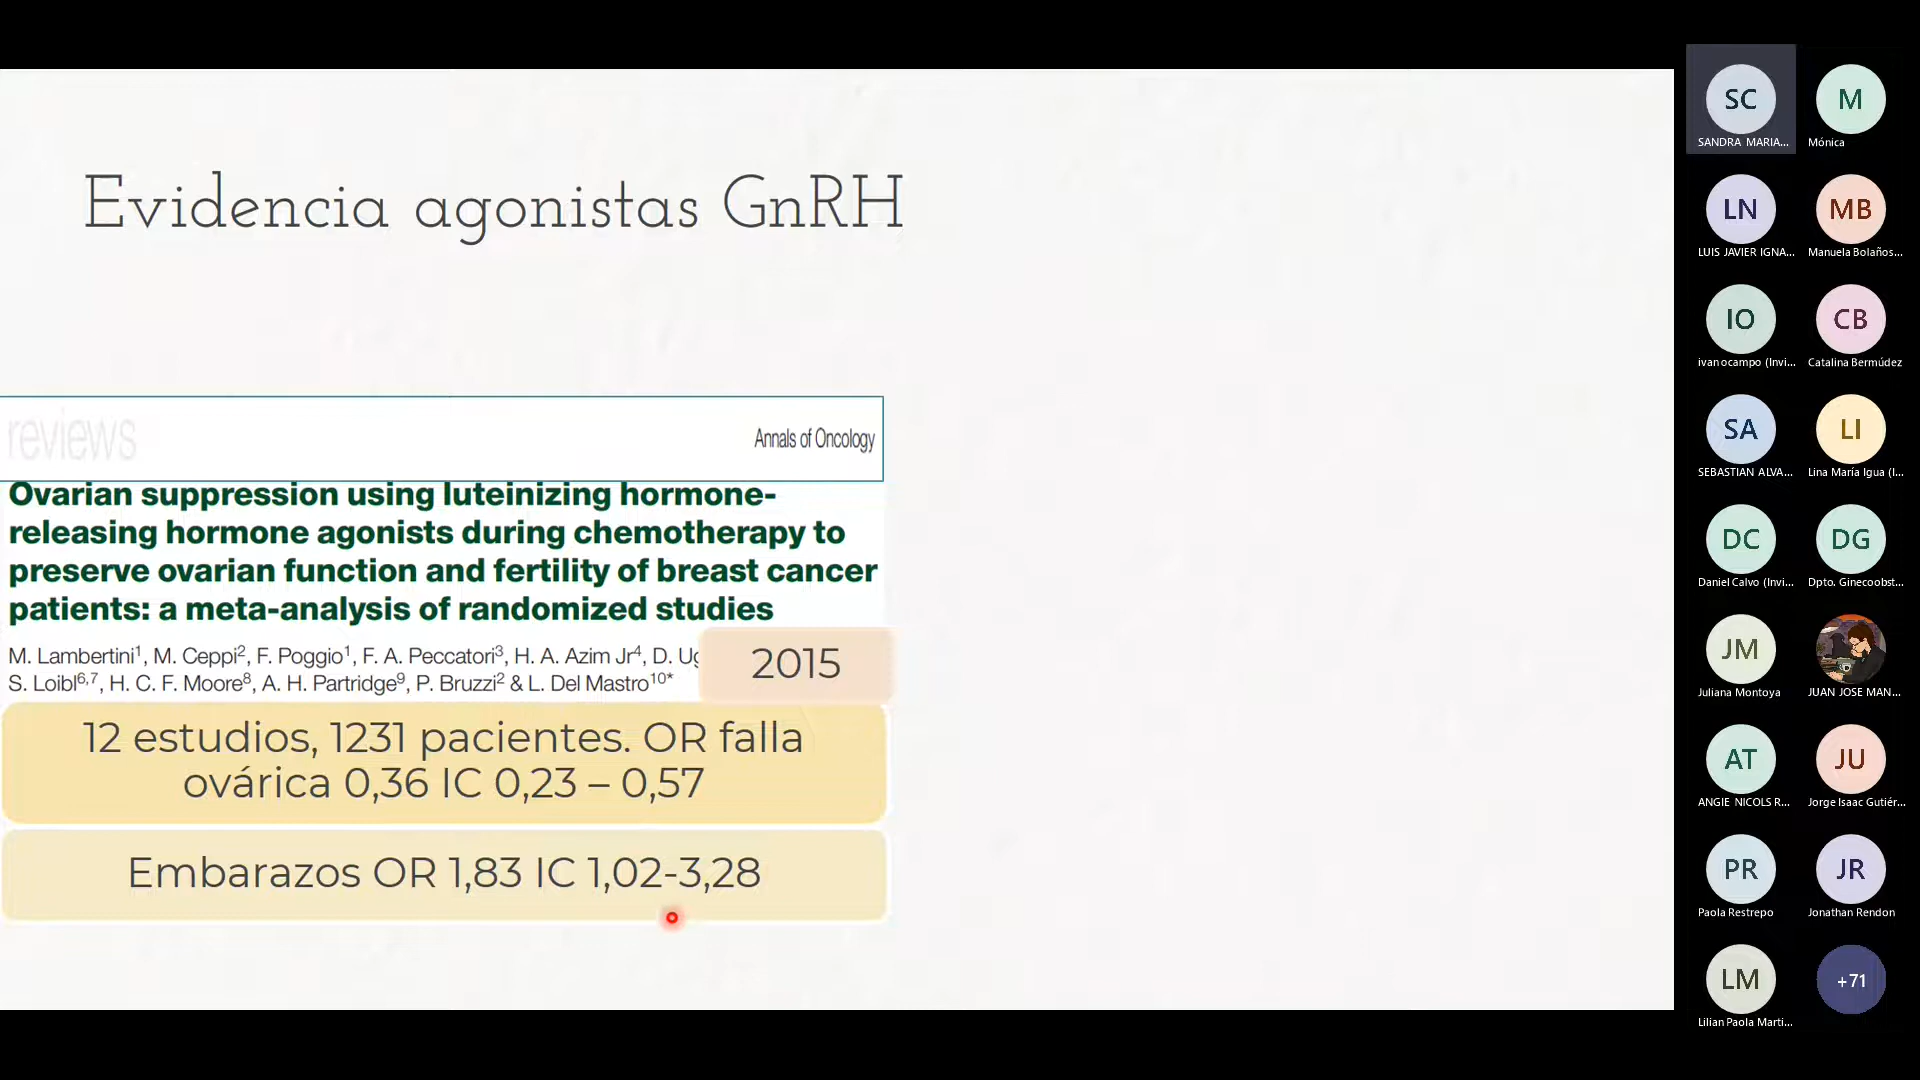 Evidencia agonistas GnRH
reviews
Annals of Oncology
Ovarian suppression using luteinizing hormone-
releasing hormone agonists during chemotherapy to
preserve ovarian function and fertility of breast cancer
patients: a meta-analysis of randomized studies
M. Lambertini1, M. Ceppi2, F. Poggio1, F. A. Peccatori3, H. A. Azim Jr4, D. Ug
S. Loibl6,7, H. C. F. Moore8, A. H. Partridge9, P. Bruzzi2 & L. Del Mastro10*
2015
12 estudios, 1231 pacientes. OR falla
ovárica 0,36 IC 0,23 – 0,57
Embarazos OR 1,83 IC 1,02-3,28
SC
SANDRA MARIA...
M
Mónica
LN
LUIS JAVIER IGNA...
MB
Manuela Bolaños...
IO
ivan ocampo (Invi...
CB
Catalina Bermúdez
SA
SEBASTIAN ALVA...
LI
Lina María Igua (I...
DC
Daniel Calvo (Invi...
DG
Dpto. Ginecoobst...
JM
Juliana Montoya
JUAN JOSE MAN...
AT
ANGIE NICOLS R...
JU
Jorge Isaac Gutiér...
PR
Paola Restrepo
JR
Jonathan Rendon
LM
Lilian Paola Marti...
+71